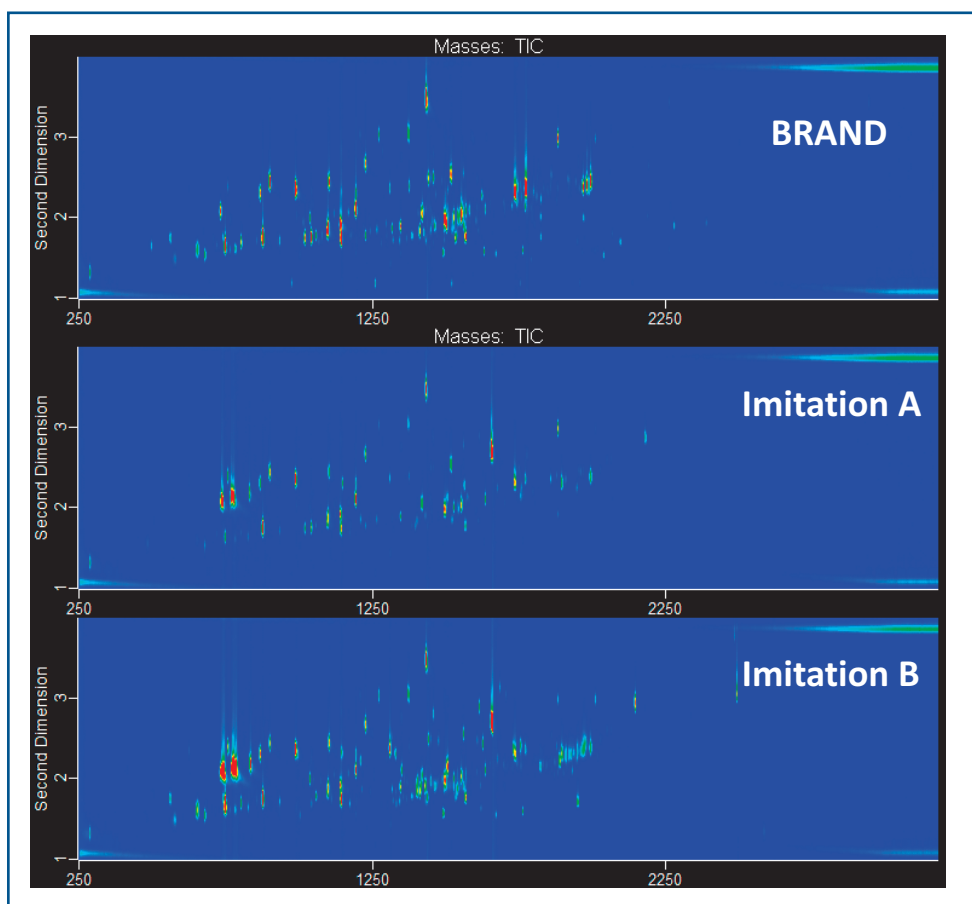 Masses: TIC
BRAND
Second Dimension
3
2
1
250
1250
2250
Masses: TIC
Imitation A
Second Dimension
3
2
1
250
1250
2250
Imitation B
Second Dimension
3
2
1
250
1250
2250